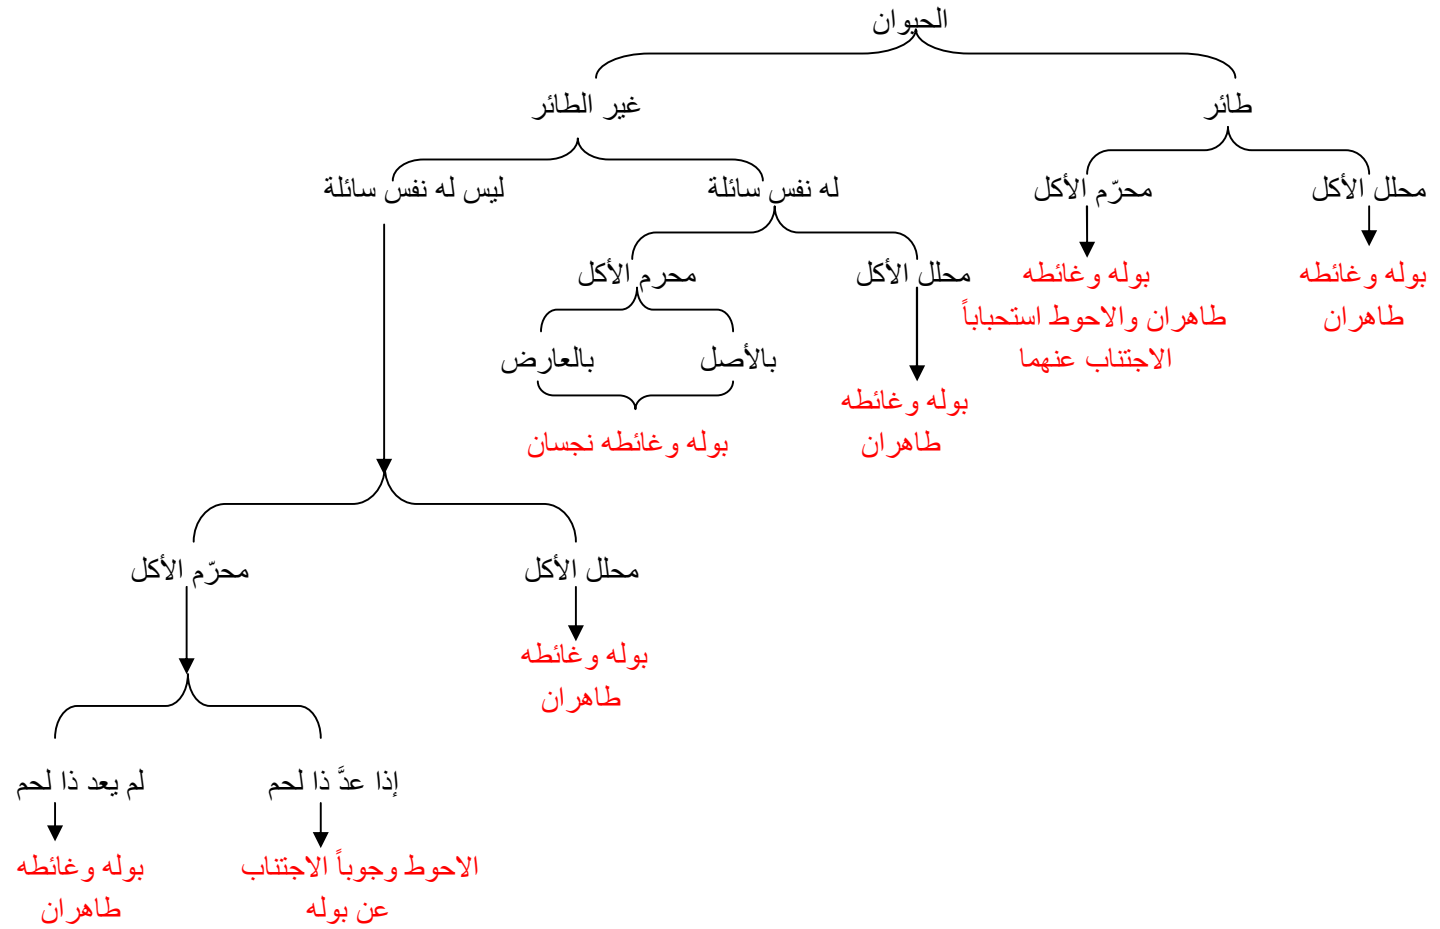 الحيوان
طائر
غير الطائر
محلل الأكل
محرّم الأكل
له نفس سائلة
ليس له نفس سائلة
بوله وغائطه
طاهران
بوله وغائطه
طاهران والاحوط استحباباً
الاجتناب عنهما
محلل الأكل
محرم الأكل
بالأصل
بالعارض
بوله وغائطه
طاهران
بوله وغائطه نجسان
محلل الأكل
محرّم الأكل
بوله وغائطه
طاهران
إذا عدَّ ذا لحم
لم يعد ذا لحم
الاحوط وجوباً الاجتناب
عن بوله
بوله وغائطه
طاهران